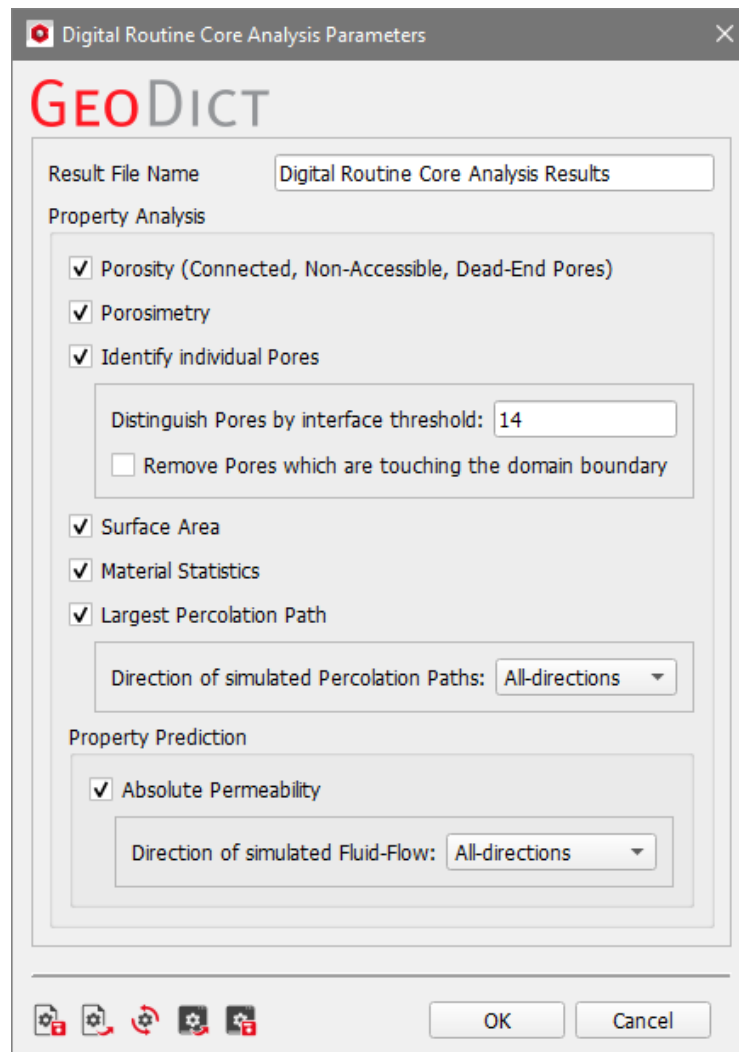 Digital Routine Core Analysis Parameters
GEODICT
Result File Name Digital Routine Core Analysis Results
Property Analysis
Porosity (Connected, Non-Accessible, Dead-End Pores)
Porosimetry
Identify individual Pores
Distinguish Pores by interface threshold: 14
Remove Pores which are touching the domain boundary
Surface Area
Material Statistics
Largest Percolation Path
Direction of simulated Percolation Paths: All-directions
Property Prediction
Absolute Permeability
Direction of simulated Fluid-Flow: All-directions
OK Cancel